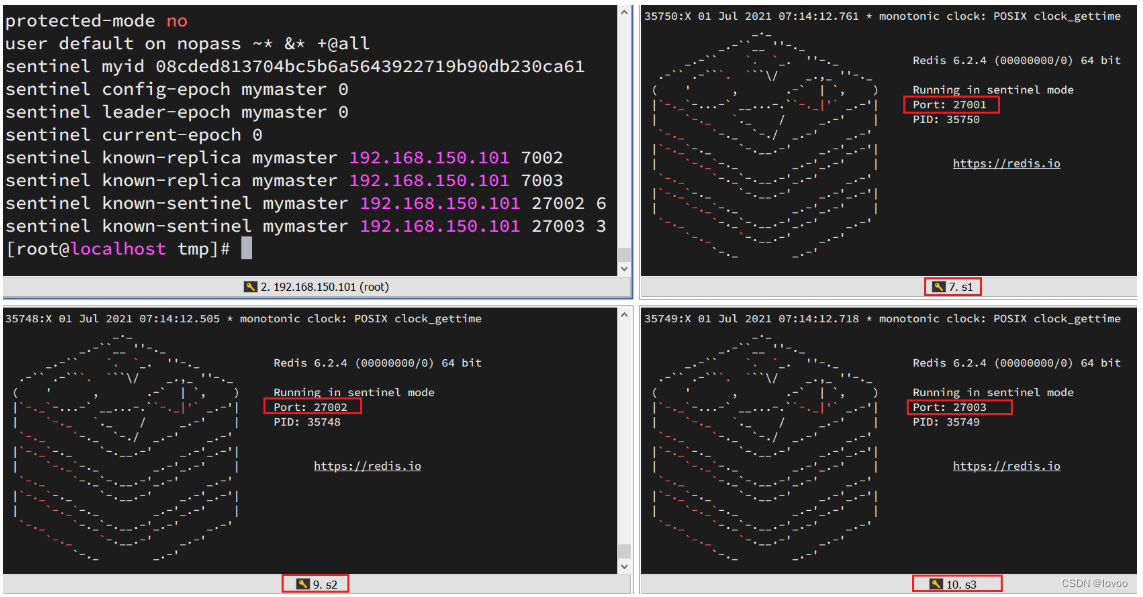 protected-mode no
user default on nopass ~* &* +@all
sentinel myid 08cded813704bc5b6a5643922719b90db230ca61
sentinel config-epoch mymaster 0
sentinel leader-epoch mymaster 0
sentinel current-epoch 0
sentinel known-replica mymaster 192.168.150.101 7002
sentinel known-replica mymaster 192.168.150.101 7003
sentinel known-sentinel mymaster 192.168.150.101 27002 6
sentinel known-sentinel mymaster 192.168.150.101 27003 3
[root@localhost tmp]#
2. 192.168.150.101 (root)
35750:X 01 Jul 2021 07:14:12.761 * monotonic clock: POSIX clock_gettime
Redis 6.2.4 (00000000/0) 64 bit
Running in sentinel mode
Port: 27001
PID: 35750
https://redis.io
7. s1
35748:X 01 Jul 2021 07:14:12.505 * monotonic clock: POSIX clock_gettime
Redis 6.2.4 (00000000/0) 64 bit
Running in sentinel mode
Port: 27002
PID: 35748
https://redis.io
9. s2
35749:X 01 Jul 2021 07:14:12.718 * monotonic clock: POSIX clock_gettime
Redis 6.2.4 (00000000/0) 64 bit
Running in sentinel mode
Port: 27003
PID: 35749
https://redis.io
10. s3
CSDN @lovoo